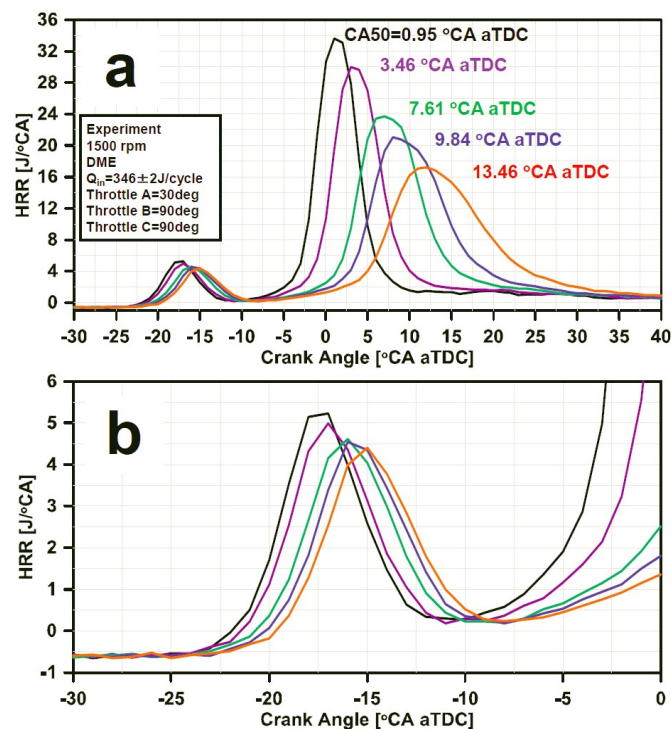 a
CA50=0.95 °CA aTDC
3.46 °CA aTDC
7.61 °CA aTDC
9.84 °CA aTDC
13.46 °CA aTDC
Experiment
1500 rpm
DME
Qin=346±2J/cycle
Throttle A=30deg
Throttle B=90deg
Throttle C=90deg
HRR [J/°CA]
36
32
28
24
20
16
12
8
4
0
-30 -25 -20 -15 -10 -5 0 5 10 15 20 25 30 35 40
Crank Angle [°CA aTDC]
b
HRR [J/°CA]
6
5
4
3
2
1
0
-1
-30 -25 -20 -15 -10 -5 0
Crank Angle [°CA aTDC]